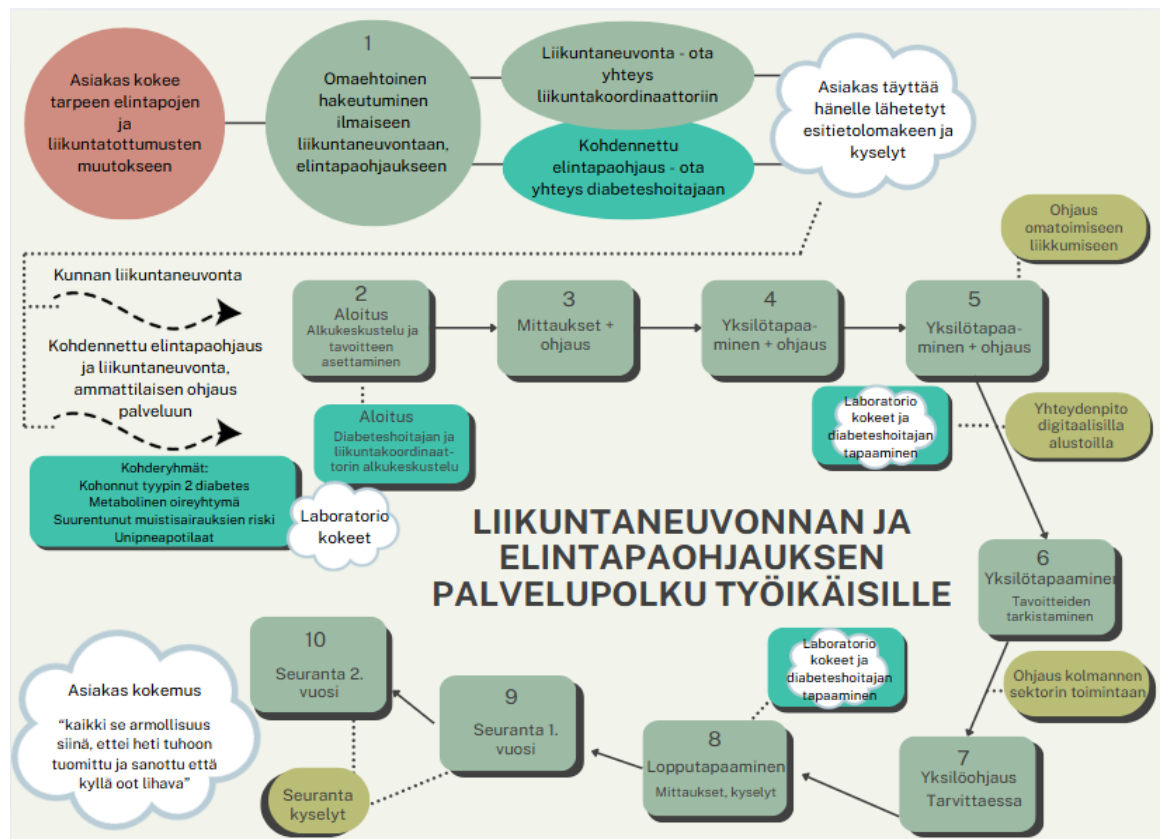 Asiakas kokee
tarpeen elintapojen
ja
liikuntatottumusten
muutokseen
1
Omaehtoinen
hakeutuminen
ilmaiseen
liikuntaneuvontaan,
elintapaohjaukseen
Liikuntaneuvonta - ota
yhteys
liikuntakoordinaattoriin
Kohdennettu
elintapaohjaus - ota
yhteys diabeteshoitajaan
Asiakas täyttää
hänelle lähetetyt
esitietolomakeen ja
kyselyt
Kunnan liikuntaneuvonta
Kohdennettu elintapaohjaus
ja liikuntaneuvonta,
ammattilaisen ohjaus
palveluun
Kohderyhmät:
Kohonnut tyypin 2 diabetes
Metabolinen oireyhtymä
Suurentunut muistisairauksien riski
Unipneapotilaat
Laboratorio
kokeet
2
Aloitus
Alkukeskustelu ja
tavoitteen
asettaminen
Aloitus
Diabeteshoitajan ja
liikuntakoordinaat-
torin alkukeskustelu
3
Mittaukset +
ohjaus
4
Yksilötapaa-
minen + ohjaus
5
Yksilötapaa-
minen + ohjaus
Ohjaus
omatoimiseen
liikkumiseen
Laboratorio
kokeet ja
diabeteshoitajan
tapaaminen
Yhteydenpito
digitaalisilla
alustoilla
LIIKUNTANEUVONNAN JA
ELINTAPAOHJAUKSEN
PALVELUPOLKU TYÖIKÄISILLE
6
Yksilötapaaminen
Tavoitteiden
tarkistaminen
Ohjaus kolmannen
sektorin toimintaan
7
Yksilöohjaus
Tarvittaessa
Laboratorio
kokeet ja
diabeteshoitajan
tapaaminen
8
Lopputapaaminen
Mittaukset, kyselyt
9
Seuranta 1.
vuosi
10
Seuranta 2.
vuosi
Seuranta
kyselyt
Asiakas kokemus
“kaikki se armollisuus
siinä, ettei heti tuhoon
tuomittu ja sanottu että
kyllä oot lihava”